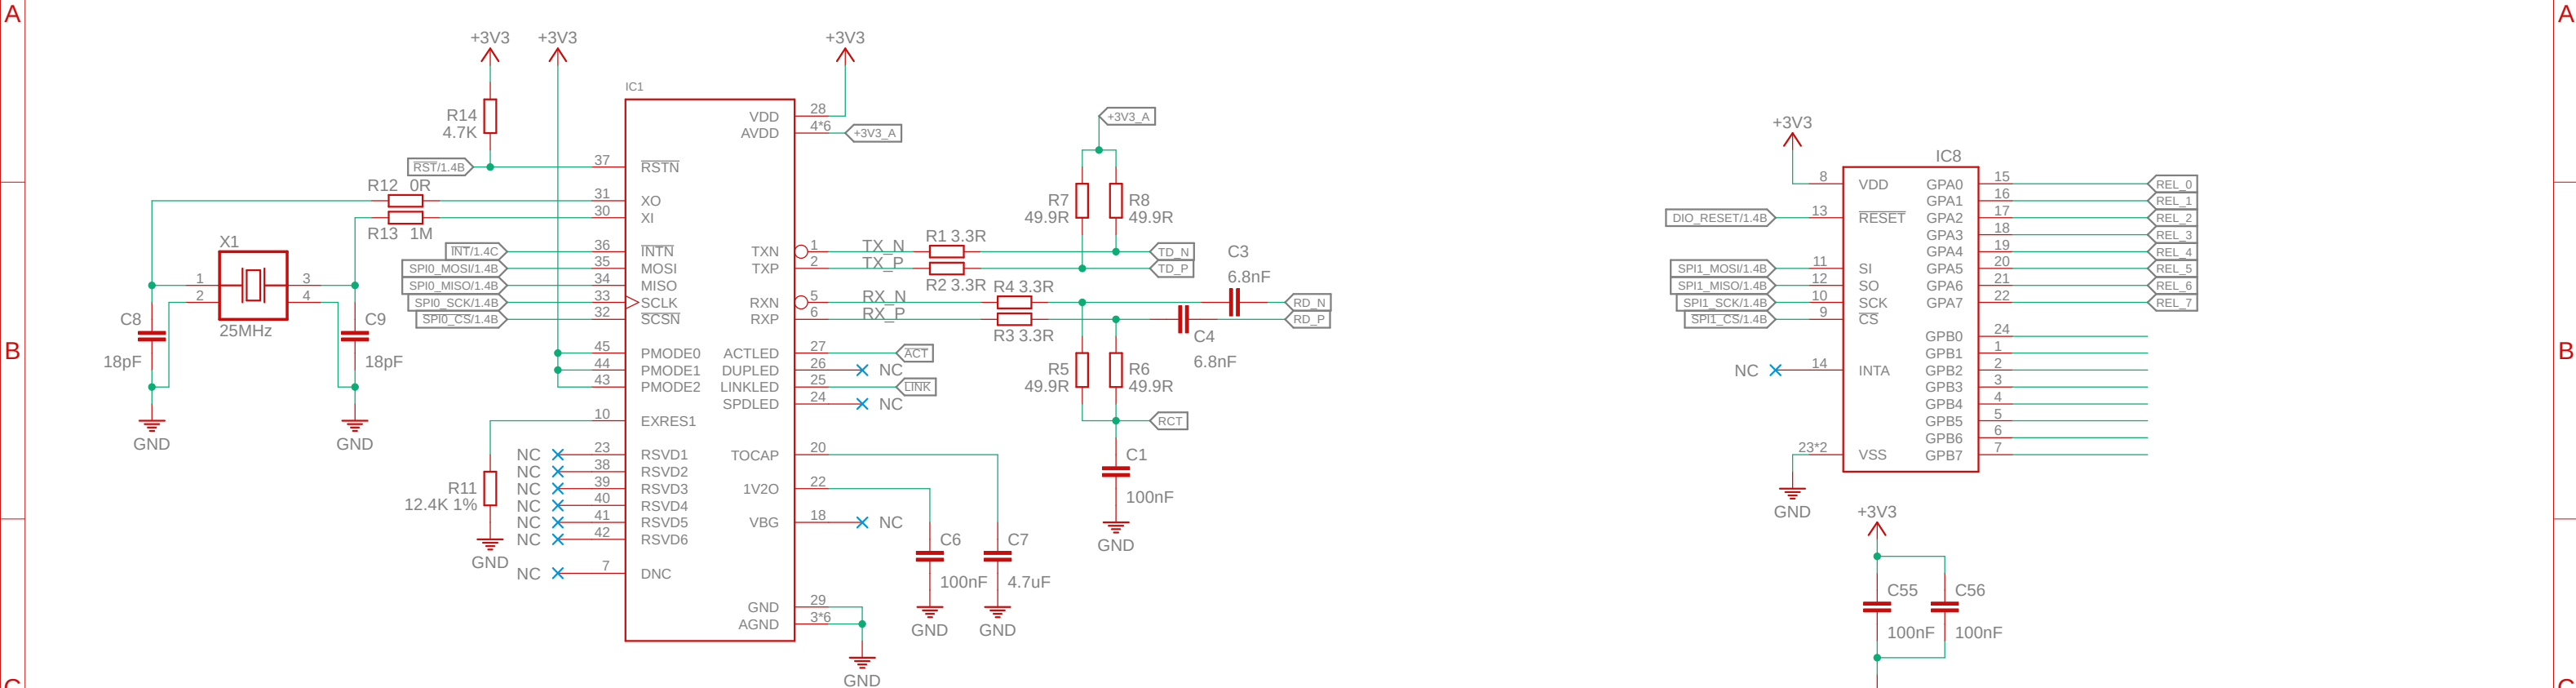 A
A
+3V3
+3V3
+3V3
IC1
R14
4.7K
VDD
28
AVDD
4*6
+3V3_A
+3V3_A
+3V3
IC8
RST/1.4B
37
RSTN
R12 0R
31
XO
30
XI
R13 1M
R7
49.9R
R8
49.9R
8
VDD
GPA0
15
REL_0
GPA1
16
REL_1
DIO_RESET/1.4B
13
RESET
GPA2
17
REL_2
GPA3
18
REL_3
GPA4
19
REL_4
SPI1_MOSI/1.4B
11
SI
GPA5
20
REL_5
SPI1_MISO/1.4B
12
SO
GPA6
21
REL_6
SPI1_SCK/1.4B
10
SCK
GPA7
22
REL_7
SPI1_CS/1.4B
9
CS
X1
1
2
3
4
25MHz
C8
18pF
C9
18pF
GND
GND
INT/1.4C
36
INTN
SPI0_MOSI/1.4B
35
MOSI
SPI0_MISO/1.4B
34
MISO
SPI0_SCK/1.4B
33
SCLK
SPI0_CS/1.4B
32
SCSN
TXN
1
TX_N
R1 3.3R
TD_N
TXP
2
TX_P
R2 3.3R
TD_P
C3
6.8nF
RXN
5
RX_N
R4 3.3R
RD_N
RXP
6
RX_P
R3 3.3R
RD_P
C4
6.8nF
B
B
45
PMODE0
44
PMODE1
43
PMODE2
ACTLED
27
ACT
DUPLED
26
NC
LINKLED
25
LINK
SPDLED
24
NC
R5
49.9R
R6
49.9R
RCT
GPB0
24
GPB1
1
NC
14
INTA
GPB2
2
GPB3
3
GPB4
4
GPB5
5
GPB6
6
23*2
VSS
GPB7
7
GND
10
EXRES1
R11
12.4K 1%
GND
NC
23
RSVD1
NC
38
RSVD2
NC
39
RSVD3
NC
40
RSVD4
NC
41
RSVD5
NC
42
RSVD6
NC
7
DNC
TOCAP
20
1V2O
22
VBG
18
NC
C1
100nF
GND
C6
100nF
GND
C7
4.7uF
GND
GND
29
AGND
3*6
GND
+3V3
C55
100nF
C56
100nF
C
C